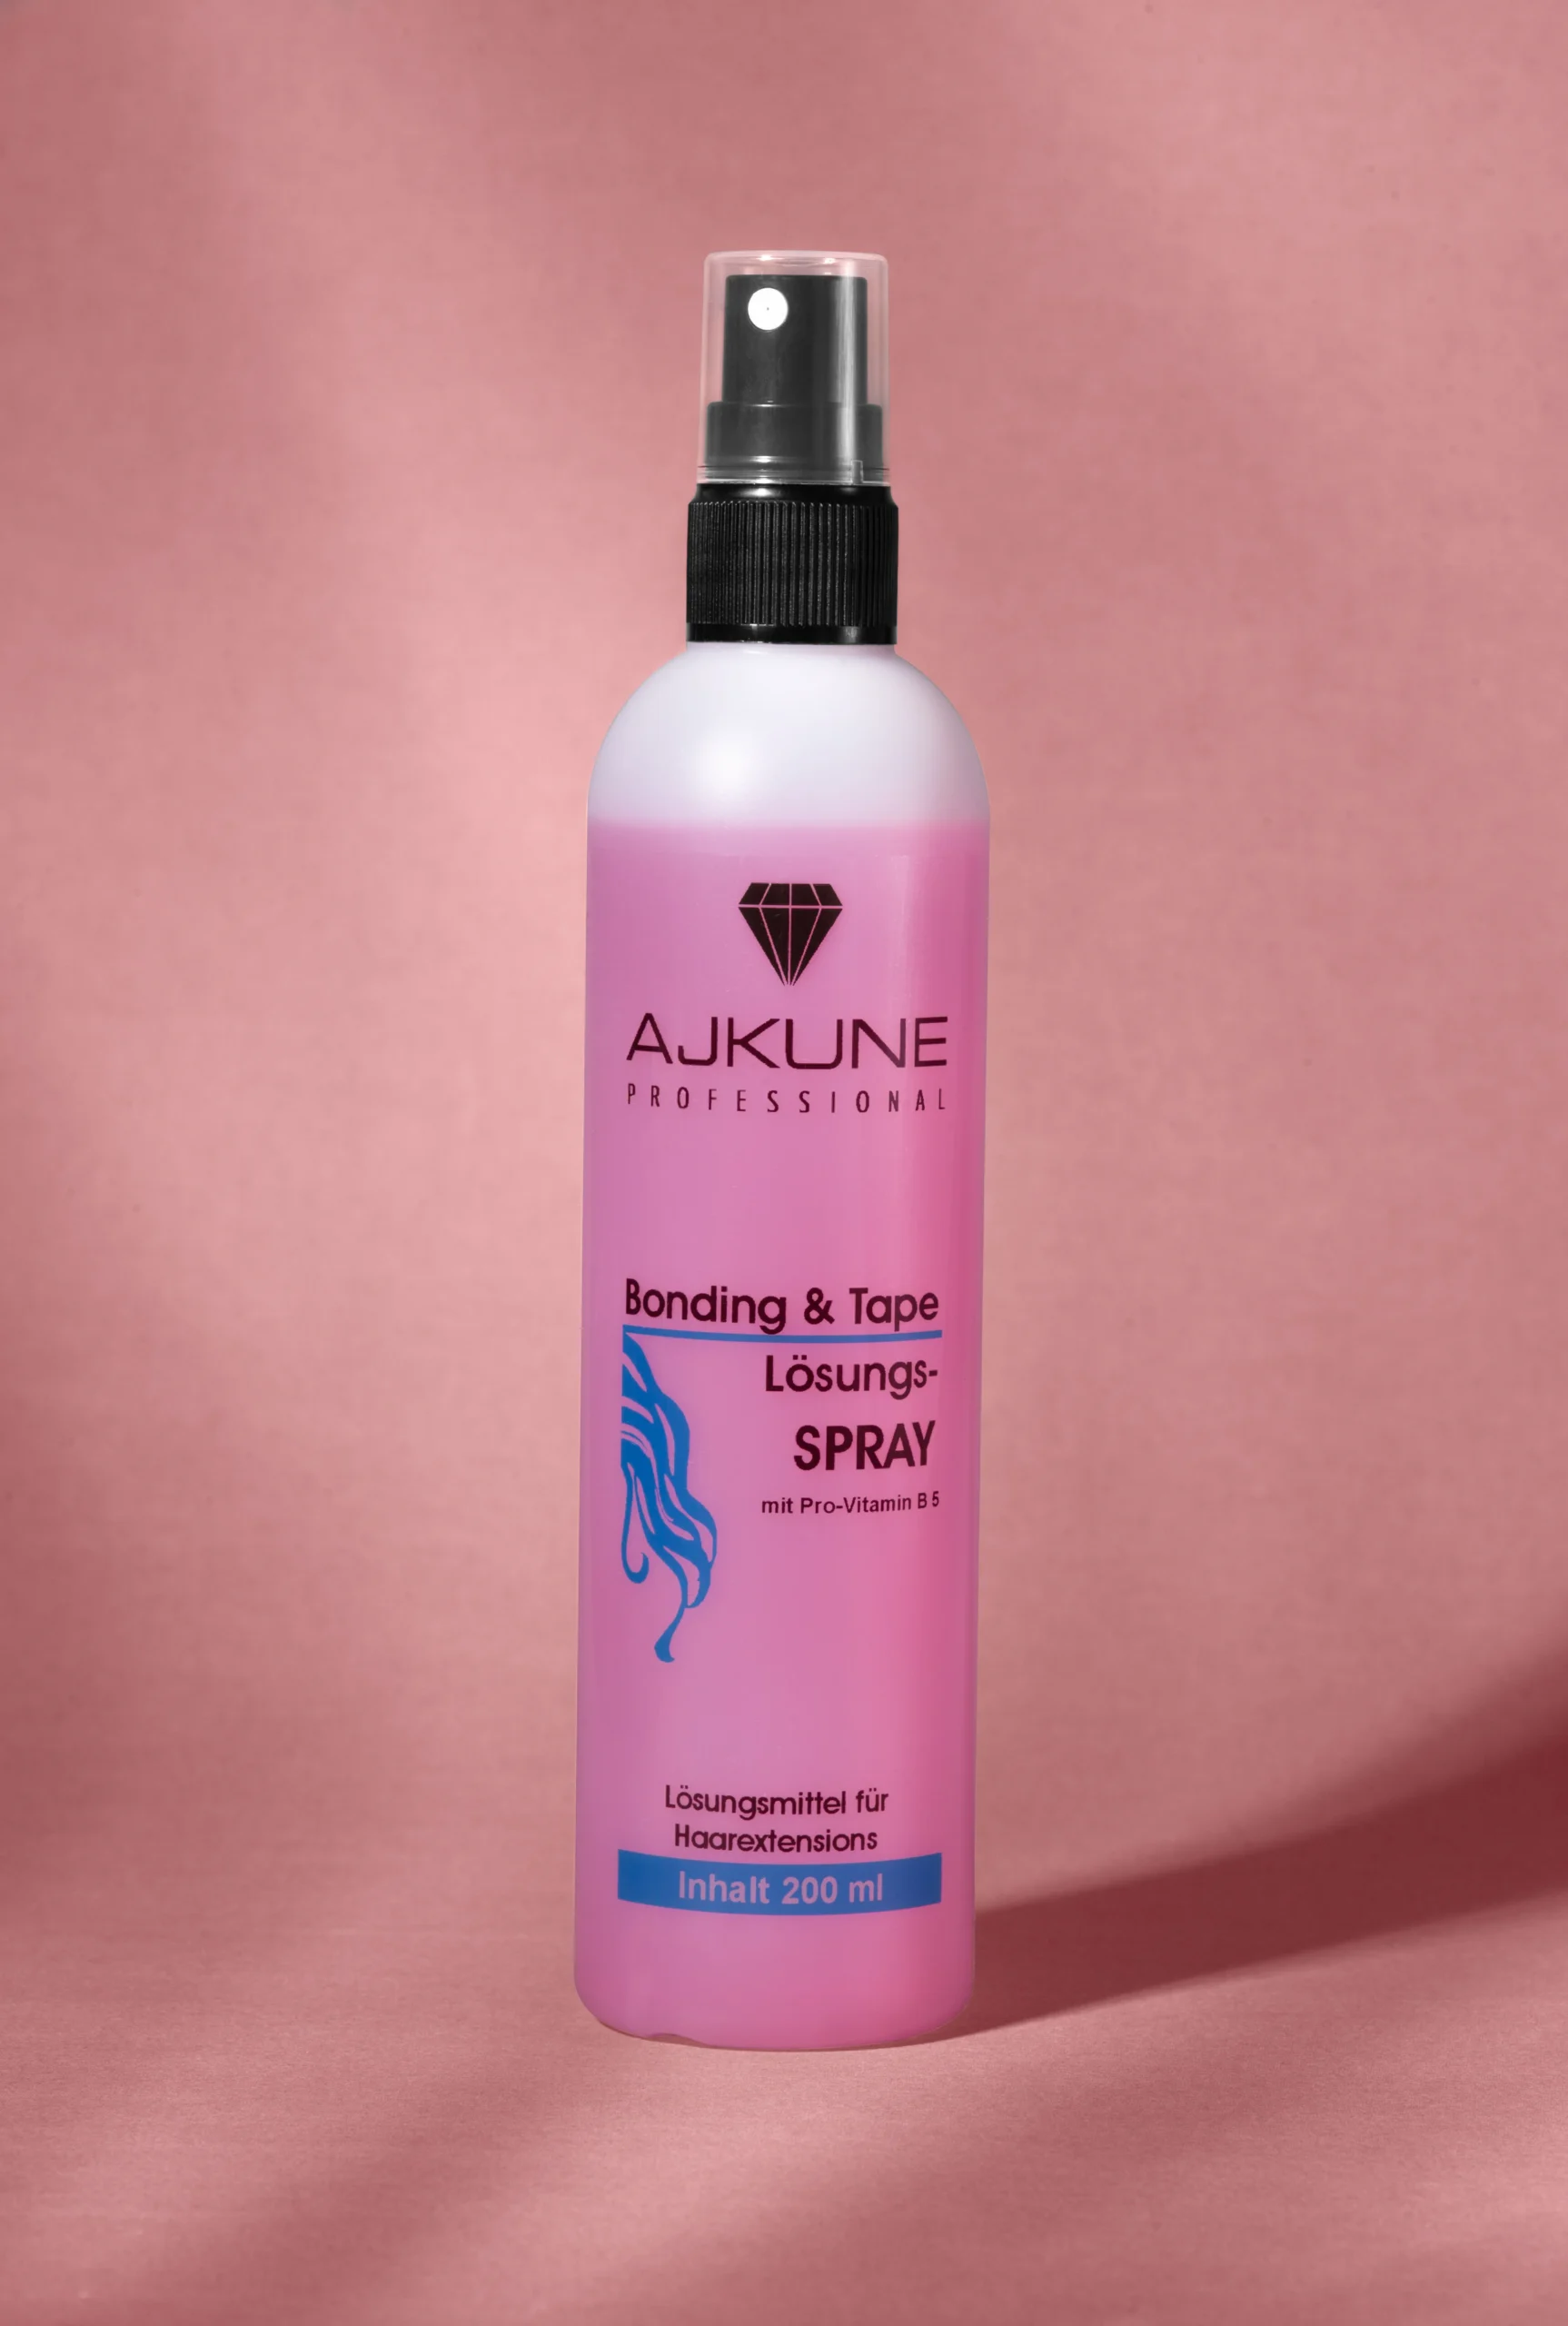 AJKUNE
PROFESSIONAL
Bonding & Tape
Lösungs-
SPRAY
mit Pro-Vitamin B 5
Lösungsmittel für
Haarextensions
Inhalt 200 ml